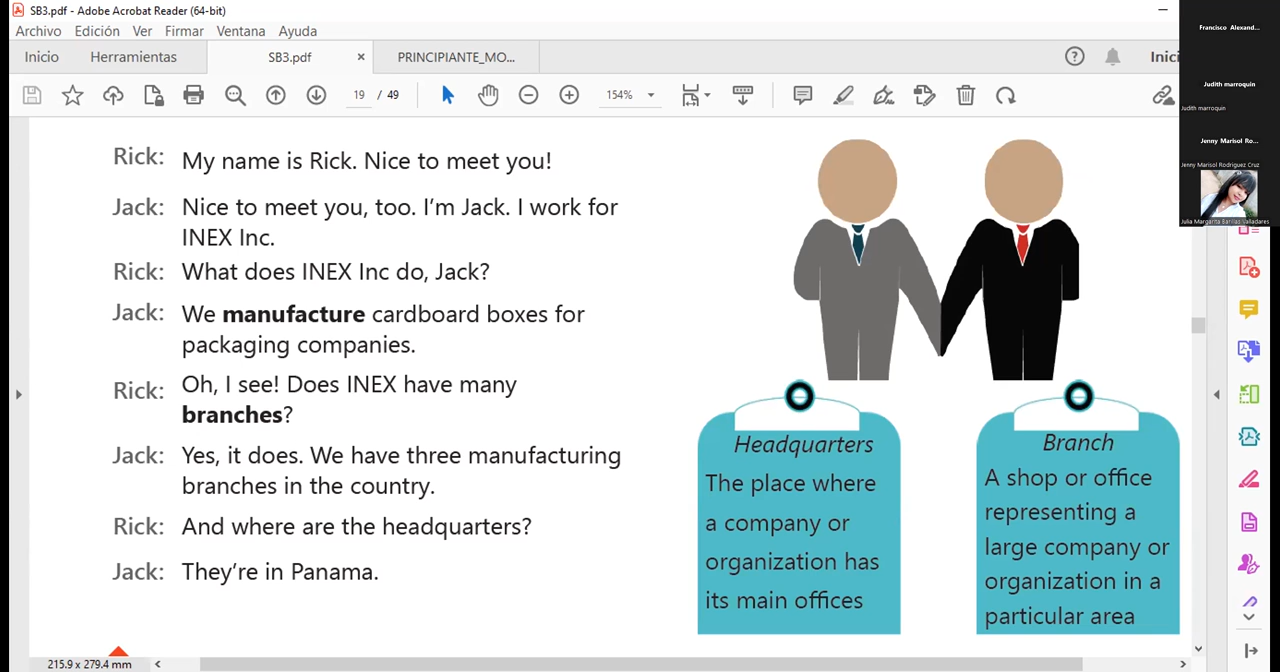 SB3.pdf - Adobe Acrobat Reader (64-bit)
Archivo Edición Ver Firmar Ventana Ayuda
Inicio Herramientas SB3.pdf × PRINCIPIANTE_MO... ? Inici
19 / 49 154%
Francisco Alexand...
Judith marroquin
Judith marroquin
Jenny Marisol Ro...
Jenny Marisol Rodriguez Cruz
Julia Margarita Barillas Valladares
Rick: My name is Rick. Nice to meet you!
Jack: Nice to meet you, too. I'm Jack. I work for
INEX Inc.
Rick: What does INEX Inc do, Jack?
Jack: We manufacture cardboard boxes for
packaging companies.
Rick: Oh, I see! Does INEX have many
branches?
Jack: Yes, it does. We have three manufacturing
branches in the country.
Rick: And where are the headquarters?
Jack: They're in Panama.
Headquarters
The place where
a company or
organization has
its main offices
Branch
A shop or office
representing a
large company or
organization in a
particular area
215.9 x 279.4 mm